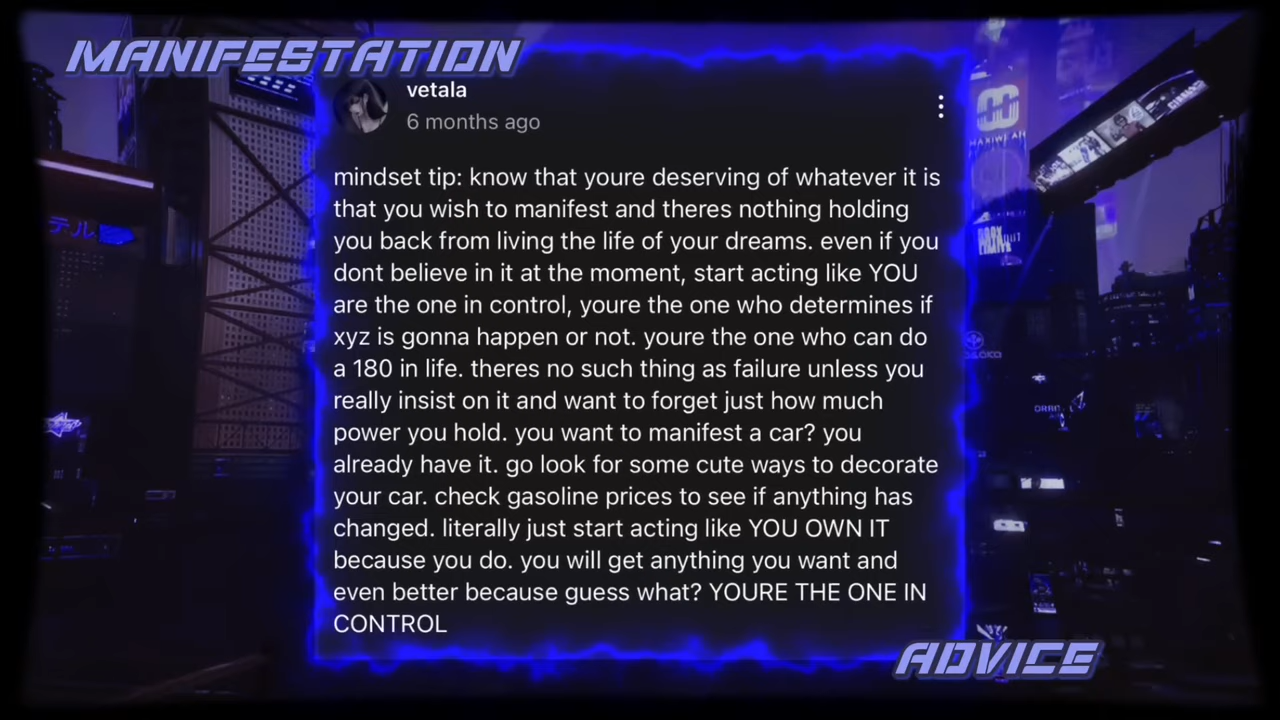 MANIFESTATION
vetala
6 months ago
mindset tip: know that youre deserving of whatever it is
that you wish to manifest and theres nothing holding
you back from living the life of your dreams. even if you
dont believe in it at the moment, start acting like YOU
are the one in control, youre the one who determines if
xyz is gonna happen or not. youre the one who can do
a 180 in life. theres no such thing as failure unless you
really insist on it and want to forget just how much
power you hold. you want to manifest a car? you
already have it. go look for some cute ways to decorate
your car. check gasoline prices to see if anything has
changed. literally just start acting like YOU OWN IT
because you do. you will get anything you want and
even better because guess what? YOURE THE ONE IN
CONTROL
ADVICE
テル